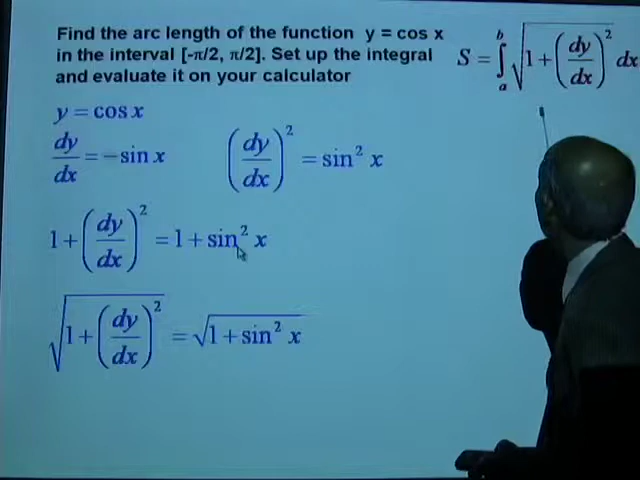 Find the arc length of the function y = cos x
in the interval [-π/2, π/2]. Set up the integral
and evaluate it on your calculator
S = ∫_a^b √(1 + (dy/dx)²) dx
y = cos x
dy/dx = −sin x
(dy/dx)² = sin² x
1 + (dy/dx)² = 1 + sin² x
√(1 + (dy/dx)²) = √(1 + sin² x)